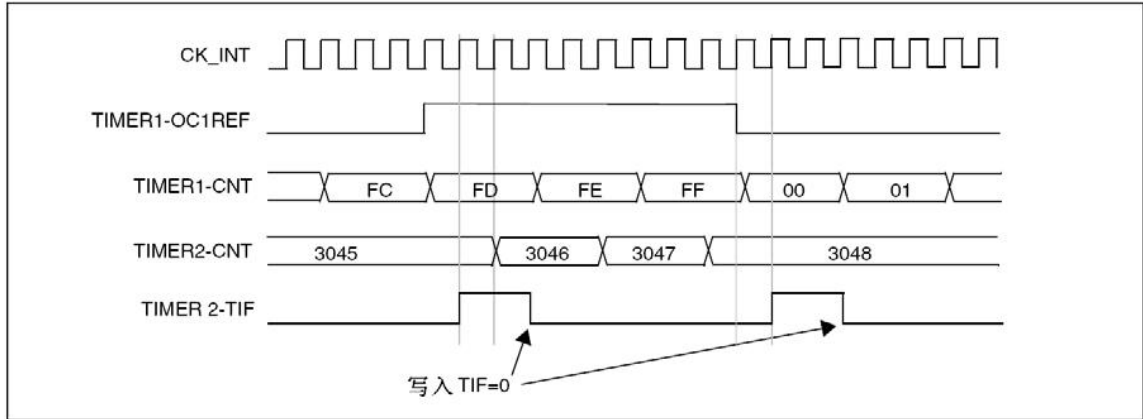 CK_INT
TIMER1-OC1REF
TIMER1-CNT FC FD FE FF 00 01
TIMER2-CNT 3045 3046 3047 3048
TIMER 2-TIF
写入 TIF=0